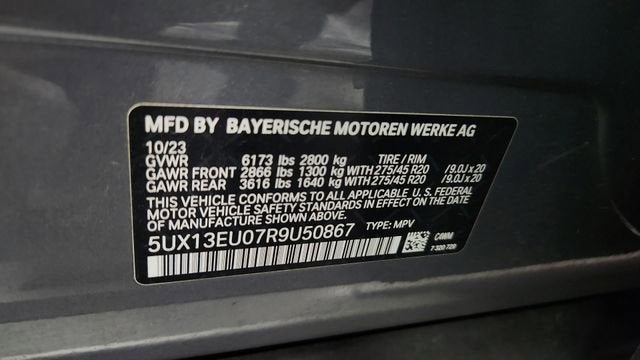 MFD BY BAYERISCHE MOTOREN WERKE AG
10/23
GVWR 6173 lbs 2800 kg TIRE / RIM
GAWR FRONT 2866 lbs 1300 kg WITH 275/45 R20 / 9.0J x 20
GAWR REAR 3616 lbs 1640 kg WITH 275/45 R20 / 9.0J x 20
THIS VEHICLE CONFORMS TO ALL APPLICABLE U. S. FEDERAL
MOTOR VEHICLE SAFETY STANDARDS IN EFFECT ON THE DATE
OF MANUFACTURE SHOWN ABOVE.
5UX13EU07R9U50867 TYPE: MPV
C4WM